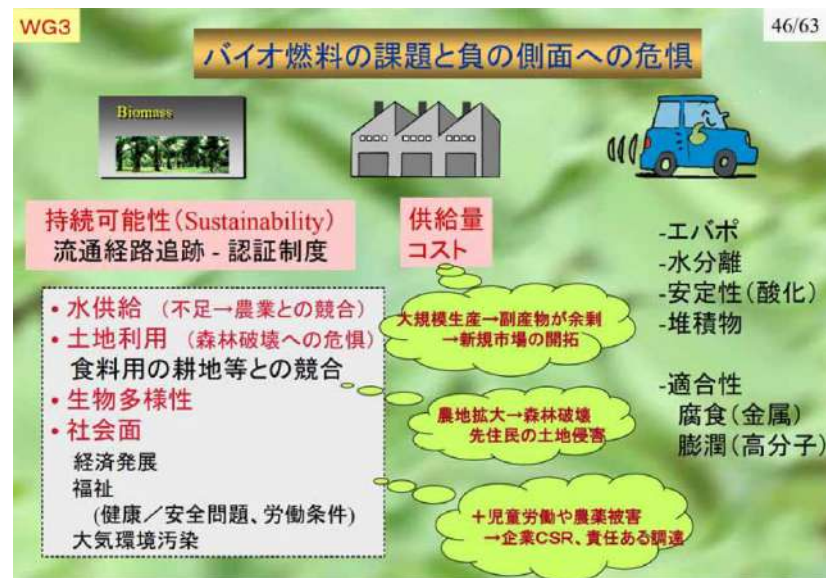 WG3
46/63
バイオ燃料の課題と負の側面への危惧
Biomass
持続可能性(Sustainability)
流通経路追跡 - 認証制度
供給量
コスト
・水供給 (不足→農業との競合)
・土地利用 (森林破壊への危惧)
食料用の耕地等との競合
・生物多様性
・社会面
経済発展
福祉
(健康/安全問題、労働条件)
大気環境汚染
大規模生産→副産物が余剰
→新規市場の開拓
農地拡大→森林破壊
先住民の土地侵害
+児童労働や農薬被害
→企業CSR、責任ある調達
-エバポ
-水分離
-安定性(酸化)
-堆積物
-適合性
腐食(金属)
膨潤(高分子)